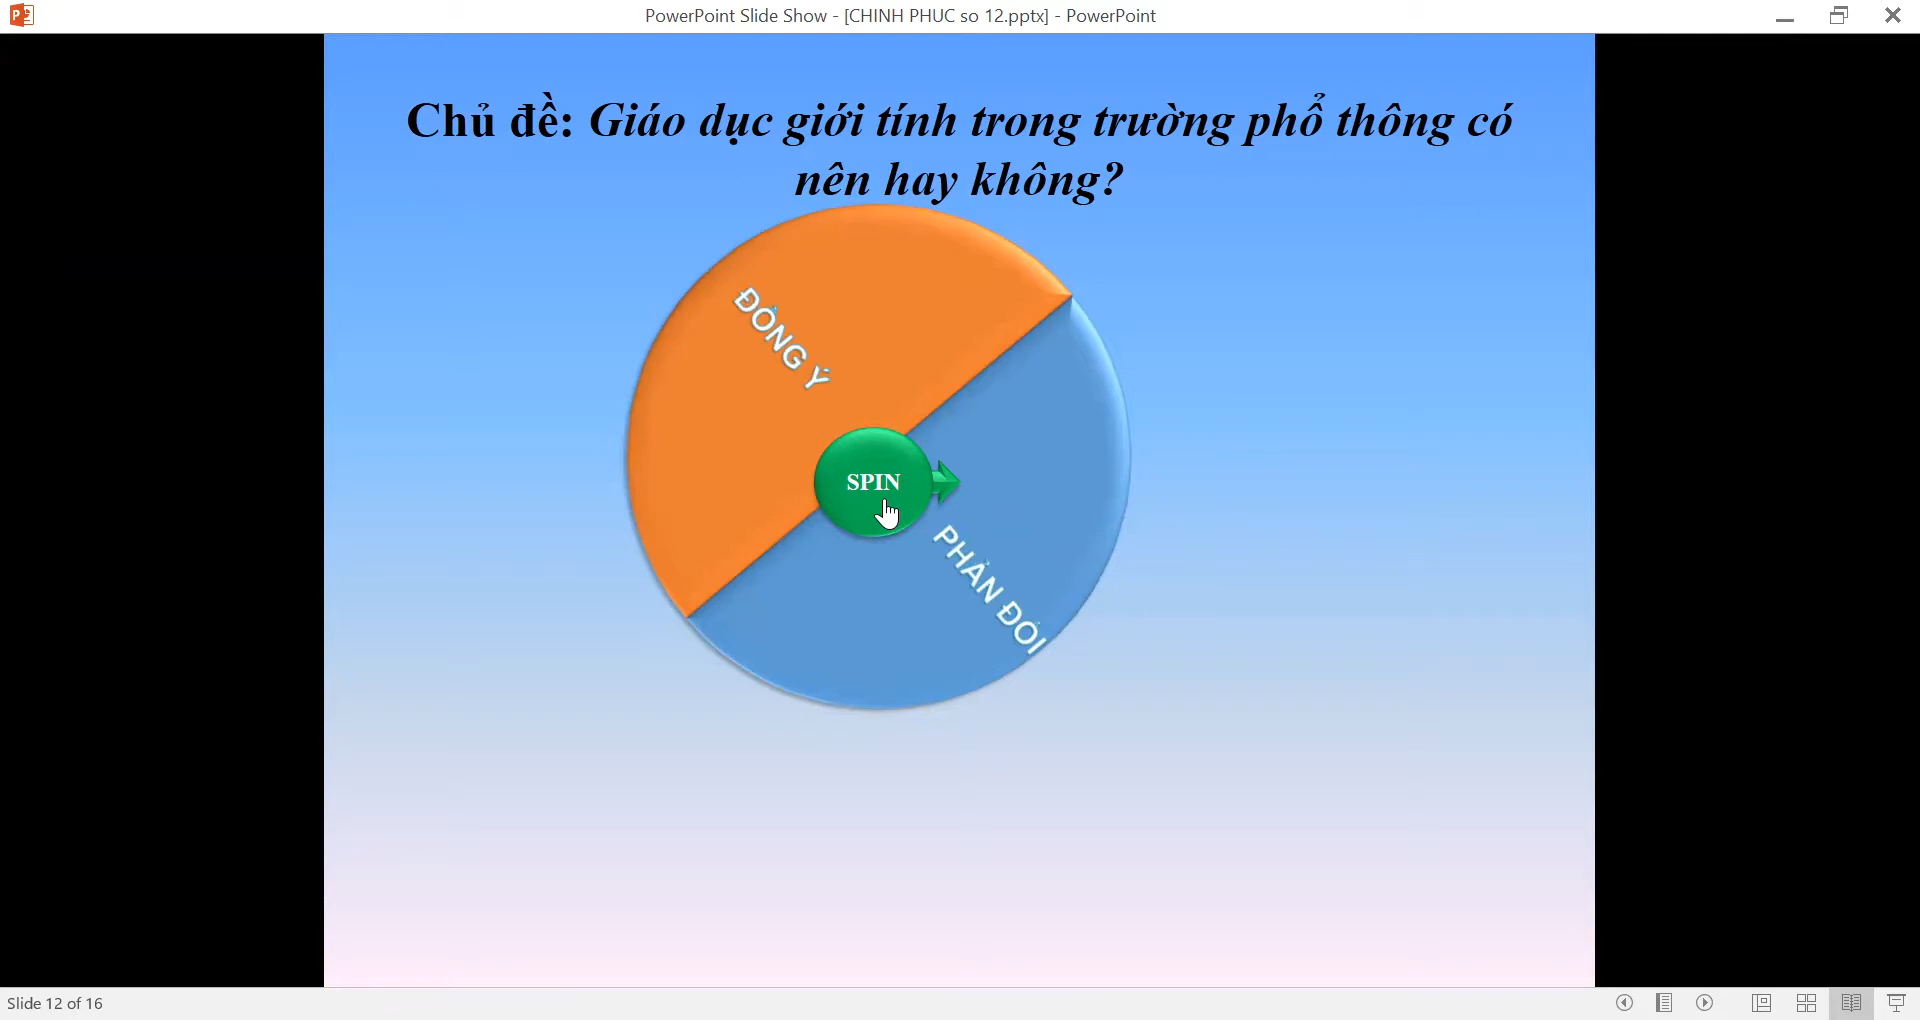 PowerPoint Slide Show - [CHINH PHUC so 12.pptx] - PowerPoint
Chủ đề: Giáo dục giới tính trong trường phổ thông có
nên hay không?
ĐỒNG Ý
SPIN
PHẢN ĐỐI
Slide 12 of 16